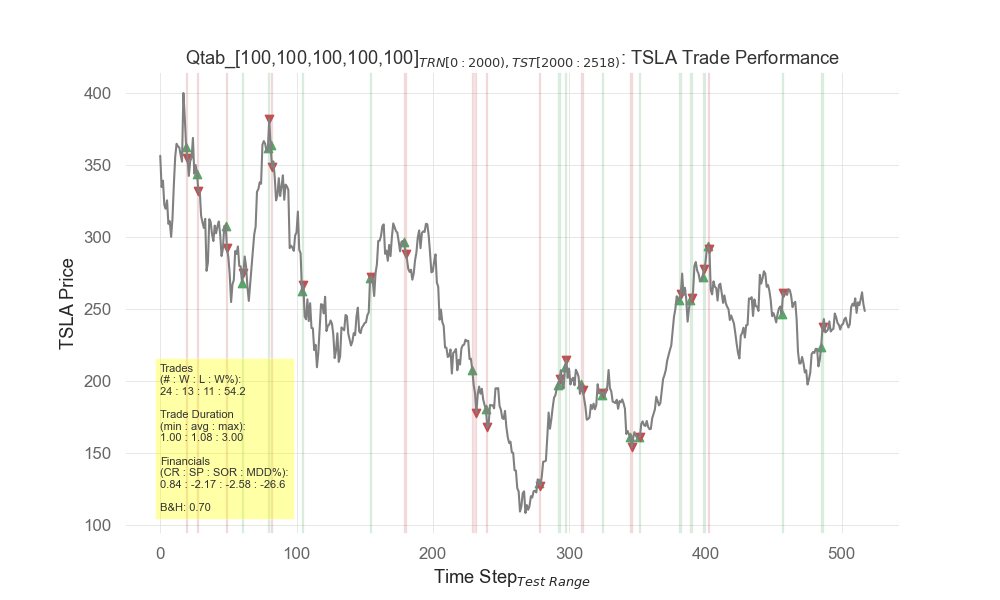 Qtab_[100,100,100,100,100]TRN[0 : 2000), TST[2000 : 2518) : TSLA Trade Performance
400
350
300
250
200
150
100
TSLA Price
Trades
(# : W : L : W%):
24 : 13 : 11 : 54.2
Trade Duration
(min : avg : max):
1.00 : 1.08 : 3.00
Financials
(CR : SP : SOR : MDD%):
0.84 : -2.17 : -2.58 : -26.6
B&H: 0.70
0 100 200 300 400 500
Time Step Test Range